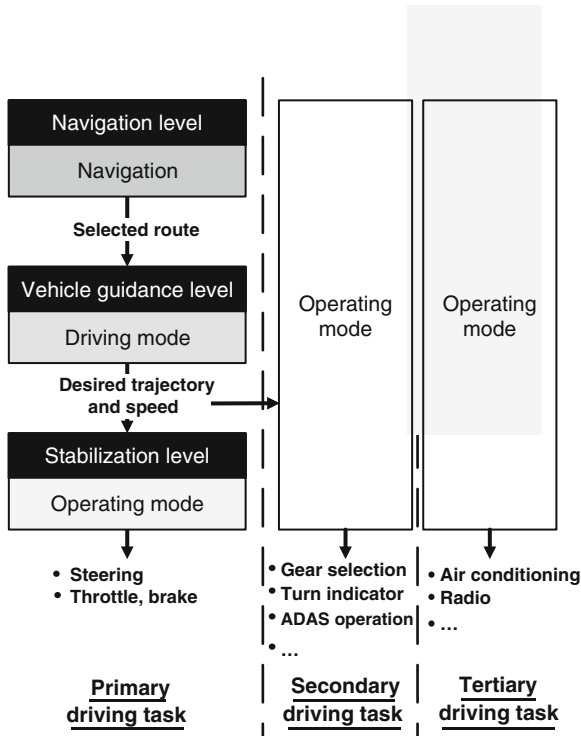 Navigation level
Navigation
Selected route
Vehicle guidance level
Driving mode
Desired trajectory
and speed
Stabilization level
Operating mode
• Steering
• Throttle, brake
Primary
driving task
Operating
mode
• Gear selection
• Turn indicator
• ADAS operation
• ...
Secondary
driving task
Operating
mode
• Air conditioning
• Radio
• ...
Tertiary
driving task